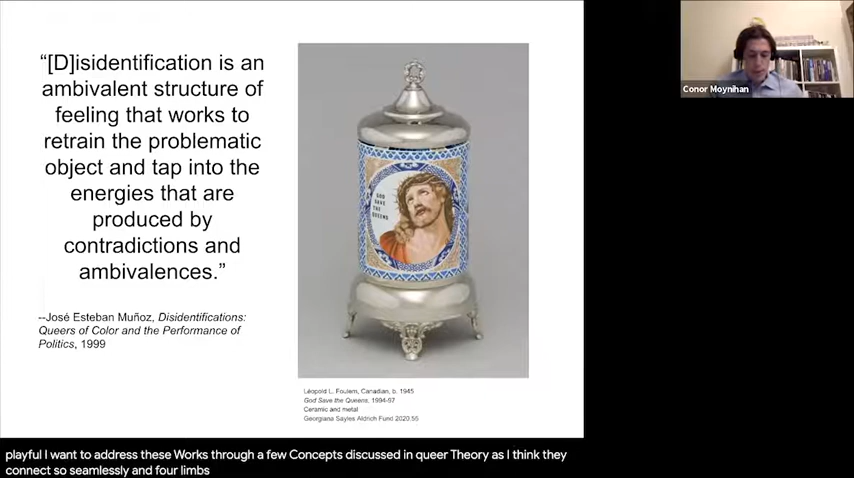 “[D]isidentification is an
ambivalent structure of
feeling that works to
retrain the problematic
object and tap into the
energies that are
produced by
contradictions and
ambivalences.”
--José Esteban Muñoz, Disidentifications:
Queers of Color and the Performance of
Politics, 1999
GOD
SAVE
THE
QUEENS
Léopold L. Foulem, Canadian, b. 1945
God Save the Queens, 1994-97
Ceramic and metal
Georgiana Sayles Aldrich Fund 2020.55
Conor Moynihan
playful I want to address these Works through a few Concepts discussed in queer Theory as I think they
connect so seamlessly and four limbs